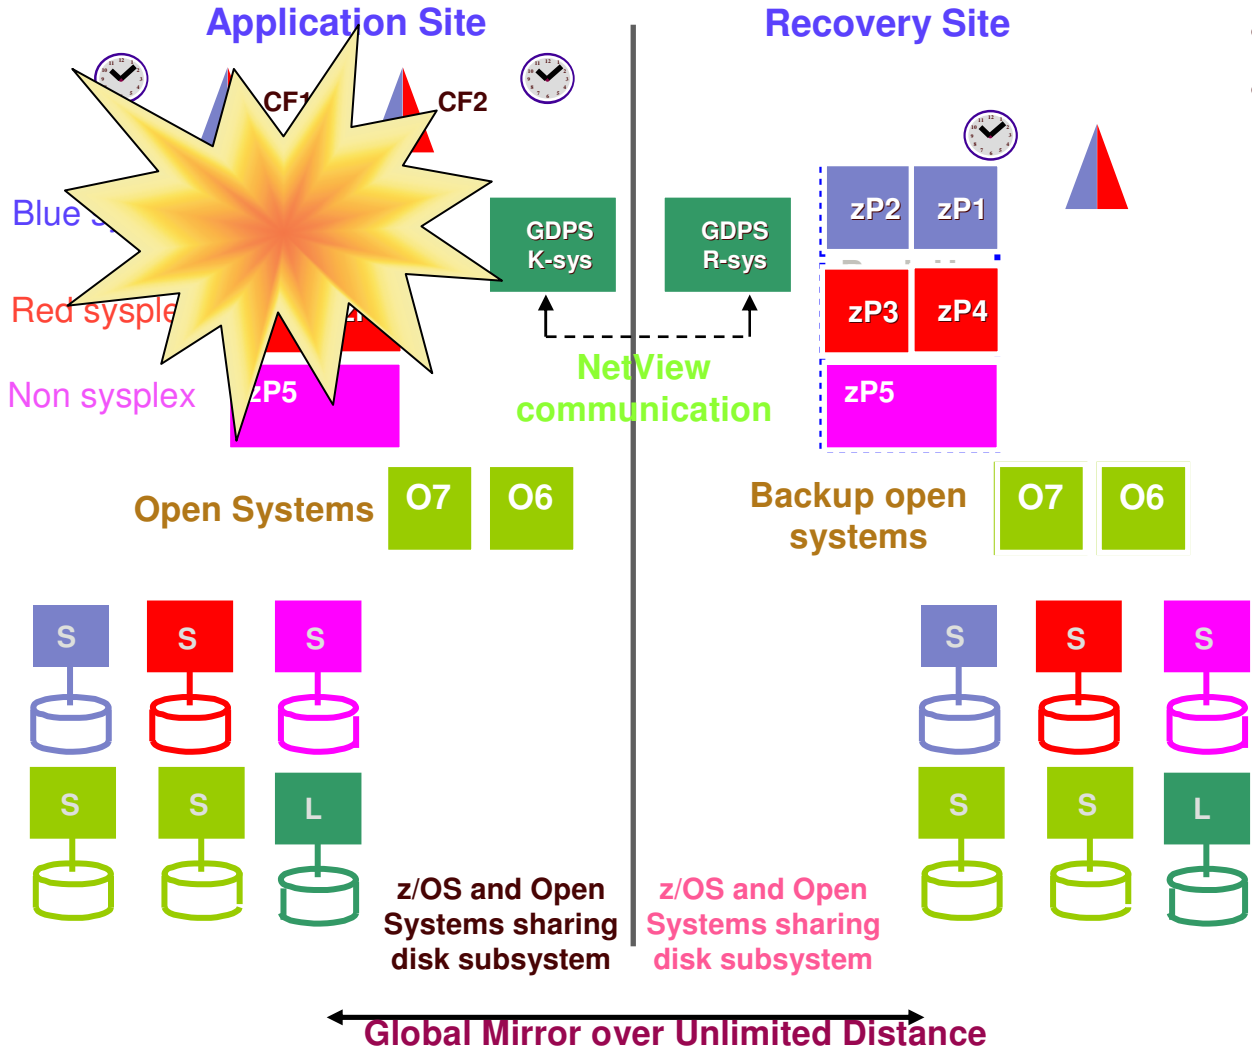 Application Site
Recovery Site
CF1
CF2
Blue
zP2
zP1
GDPS
K-sys
GDPS
R-sys
Red sysplex
zP3
zP4
NetView
communication
Non sysplex
zP5
zP5
Open Systems
O7
O6
Backup open
systems
O7
O6
S
S
S
S
S
S
S
S
L
S
S
L
z/OS and Open
Systems sharing
disk subsystem
z/OS and Open
Systems sharing
disk subsystem
Global Mirror over Unlimited Distance